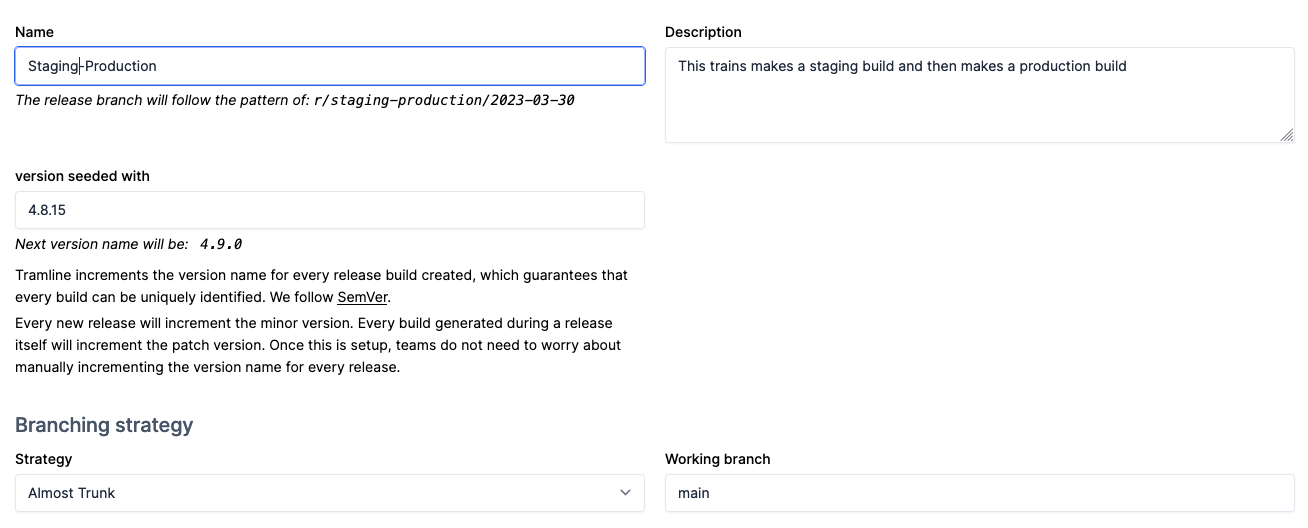 Name
Staging-Production
The release branch will follow the pattern of: r/staging-production/2023-03-30
Description
This trains makes a staging build and then makes a production build
version seeded with
4.8.15
Next version name will be: 4.9.0
Tramline increments the version name for every release build created, which guarantees that
every build can be uniquely identified. We follow SemVer.
Every new release will increment the minor version. Every build generated during a release
itself will increment the patch version. Once this is setup, teams do not need to worry about
manually incrementing the version name for every release.
Branching strategy
Strategy
Almost Trunk
Working branch
main